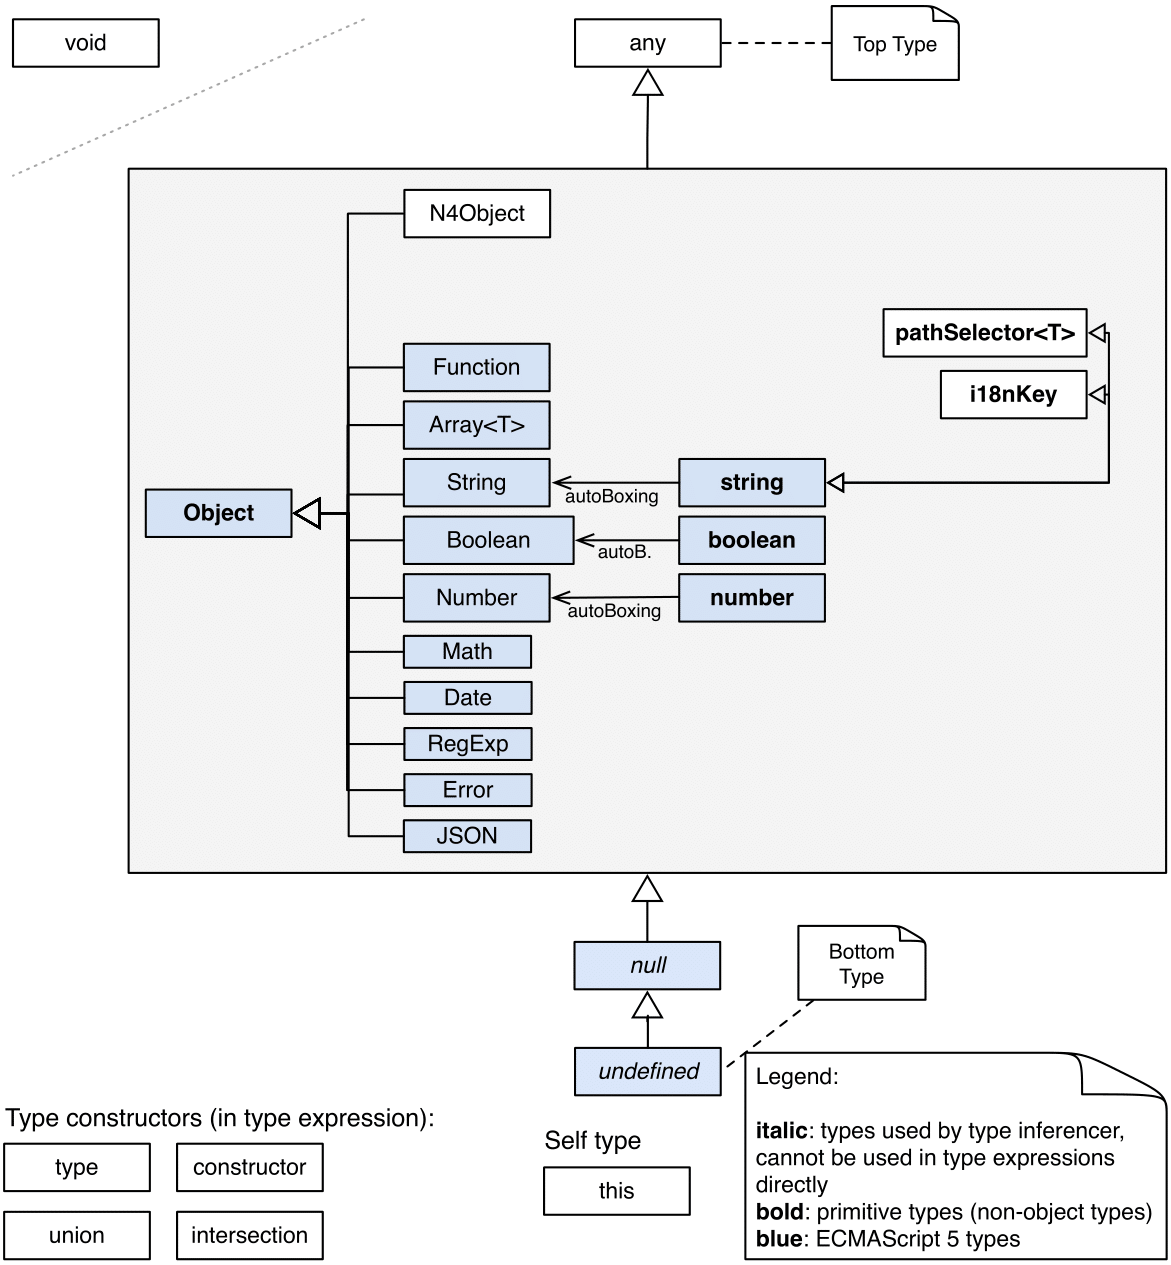 void
any
Top Type
N4Object
pathSelector<T>
Function
i18nKey
Array<T>
String
autoBoxing
string
Object
Boolean
autoB.
boolean
Number
autoBoxing
number
Math
Date
RegExp
Error
JSON
null
Bottom
Type
undefined
Legend:
italic: types used by type inferencer,
cannot be used in type expressions
directly
bold: primitive types (non-object types)
blue: ECMAScript 5 types
Type constructors (in type expression):
type
constructor
union
intersection
Self type
this